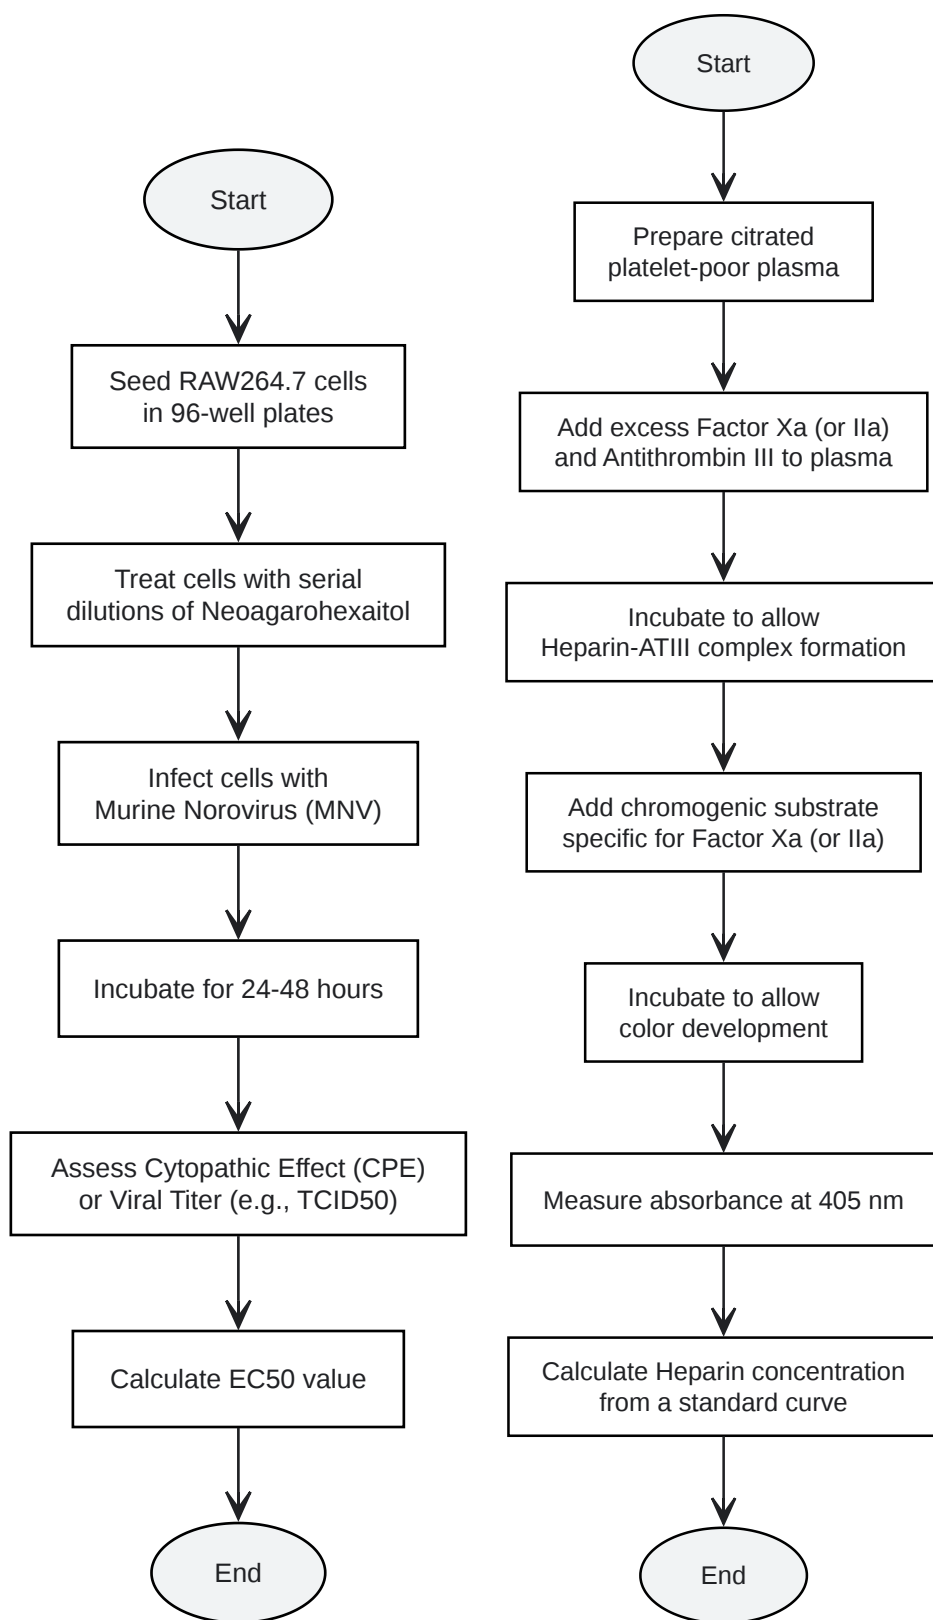 Start
Seed RAW264.7 cells
in 96-well plates
Treat cells with serial
dilutions of Neoagarohexaitol
Infect cells with
Murine Norovirus (MNV)
Incubate for 24-48 hours
Assess Cytopathic Effect (CPE)
or Viral Titer (e.g., TCID50)
Calculate EC50 value
End
Start
Prepare citrated
platelet-poor plasma
Add excess Factor Xa (or IIa)
and Antithrombin III to plasma
Incubate to allow
Heparin-ATIII complex formation
Add chromogenic substrate
specific for Factor Xa (or IIa)
Incubate to allow
color development
Measure absorbance at 405 nm
Calculate Heparin concentration
from a standard curve
End